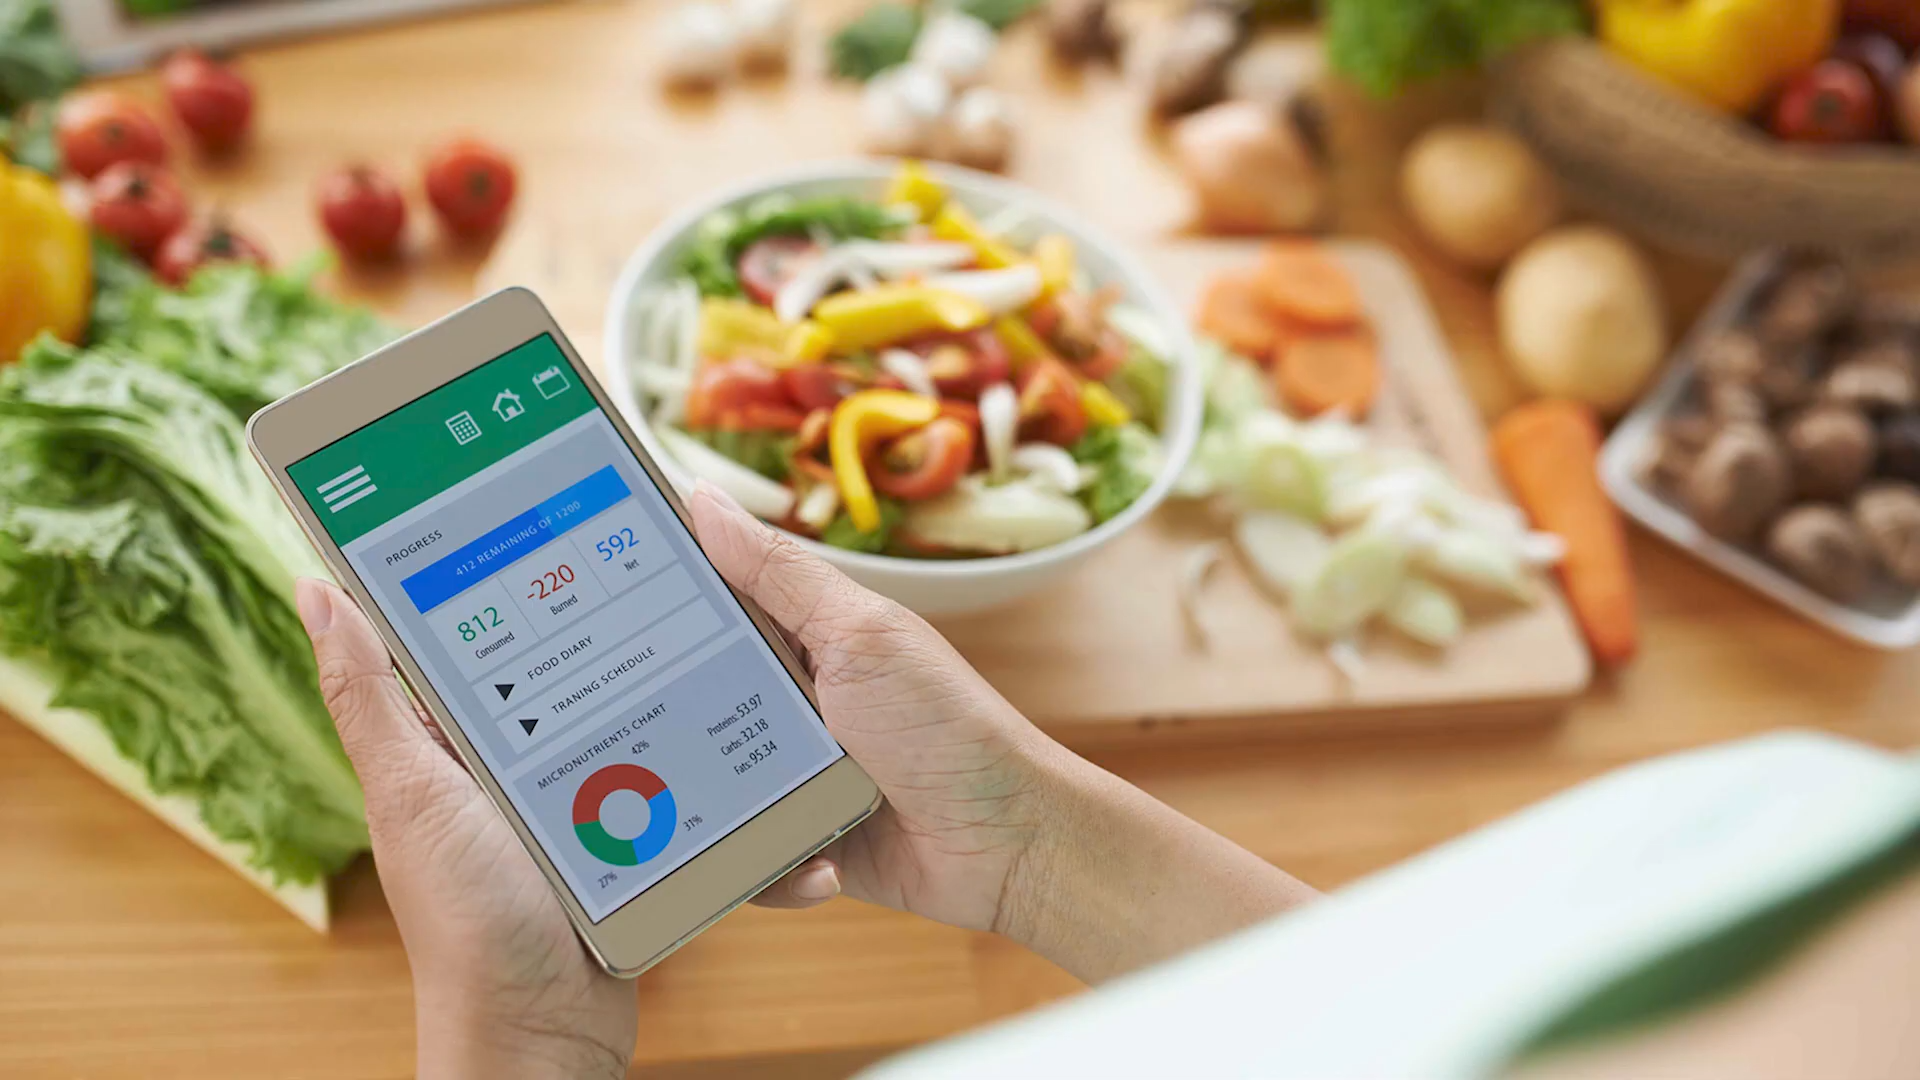 PROGRESS
412 REMAINING OF 1200
812 -220 592
Consumed Burned Net
FOOD DIARY
TRANING SCHEDULE
MICRONUTRIENTS CHART
42%
31%
27%
Proteins: 53.97
Carbs: 32.18
Fats: 95.34